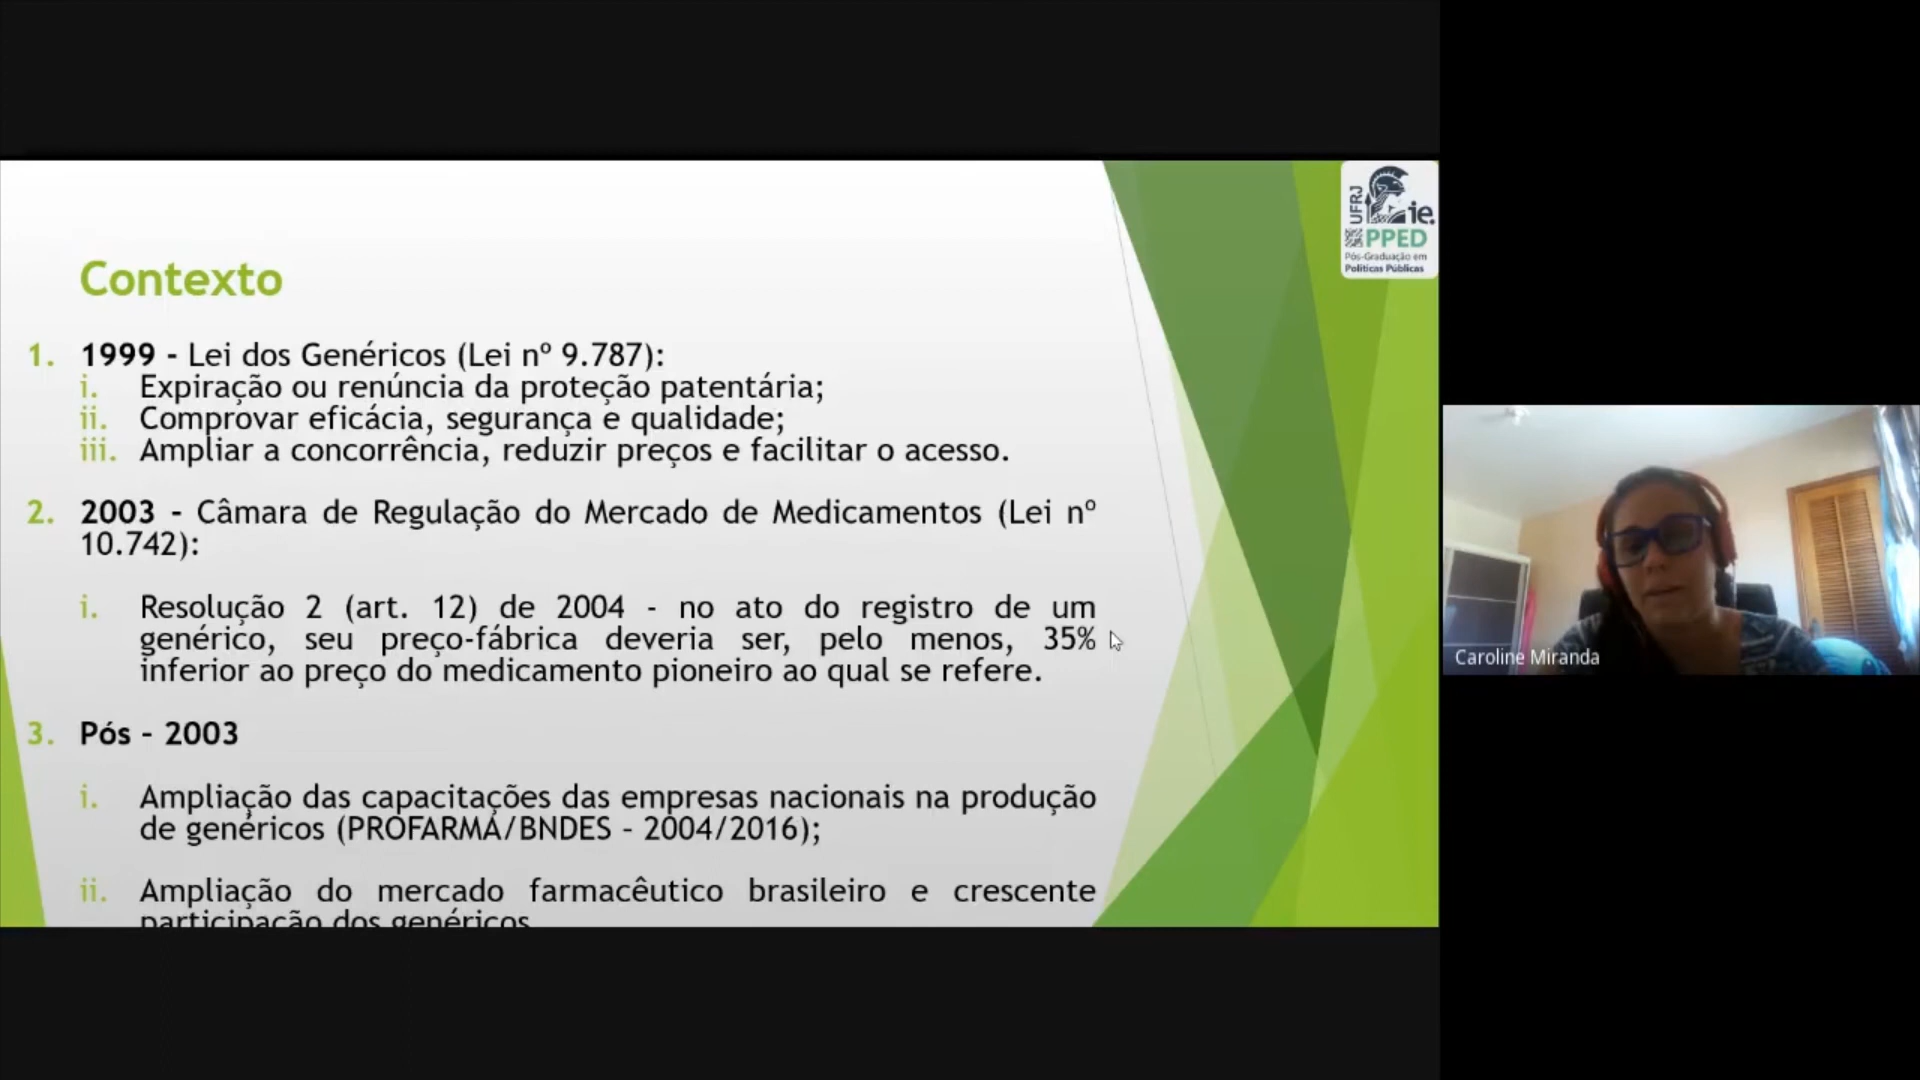 UFRJ
ie.
PPED
Pós-Graduação em
Políticas Públicas
Contexto
1. 1999 - Lei dos Genéricos (Lei nº 9.787):
i. Expiração ou renúncia da proteção patentária;
ii. Comprovar eficácia, segurança e qualidade;
iii. Ampliar a concorrência, reduzir preços e facilitar o acesso.
2. 2003 - Câmara de Regulação do Mercado de Medicamentos (Lei nº
10.742):
i. Resolução 2 (art. 12) de 2004 - no ato do registro de um
genérico, seu preço-fábrica deveria ser, pelo menos, 35%
inferior ao preço do medicamento pioneiro ao qual se refere.
3. Pós - 2003
i. Ampliação das capacitações das empresas nacionais na produção
de genéricos (PROFARMA/BNDES - 2004/2016);
ii. Ampliação do mercado farmacêutico brasileiro e crescente
participação dos genéricos
Caroline Miranda